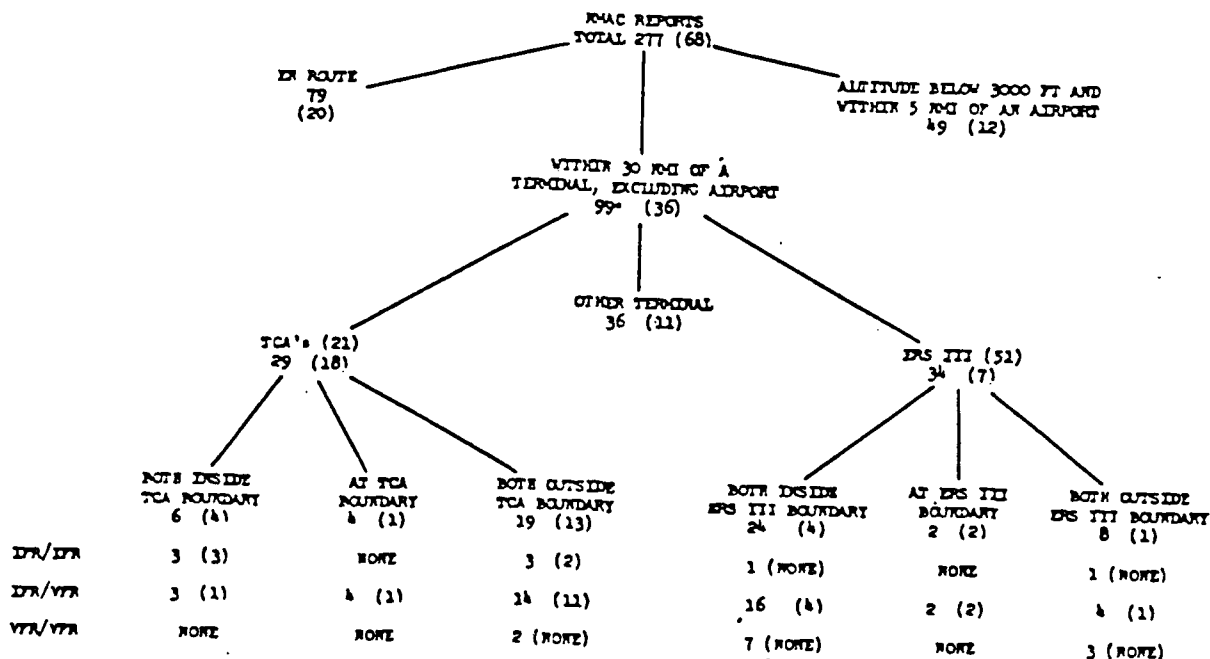 NMAC REPORTS
TOTAL 277 (68)
EN ROUTE
79
(20)
ALTITUDE BELOW 3000 FT AND
WITHIN 5 NMI OF AN AIRPORT
49 (12)
WITHIN 30 NMI OF A
TERMINAL, EXCLUDING AIRPORT
99* (36)
OTHER TERMINAL
36 (11)
TCA's (21)
29 (18)
ERS III (51)
34 (7)
BOTH INSIDE
TCA BOUNDARY
6 (4)
AT TCA
BOUNDARY
4 (1)
BOTH OUTSIDE
TCA BOUNDARY
19 (13)
BOTH INSIDE
ERS III BOUNDARY
24 (4)
AT ERS III
BOUNDARY
2 (2)
BOTH OUTSIDE
ERS III BOUNDARY
8 (1)
IFR/IFR 3 (3) NONE 3 (2) 1 (NONE) NONE 1 (NONE)
IFR/VFR 3 (1) 4 (1) 14 (11) 16 (4) 2 (2) 4 (1)
VFR/VFR NONE NONE 2 (NONE) 7 (NONE) NONE 3 (NONE)